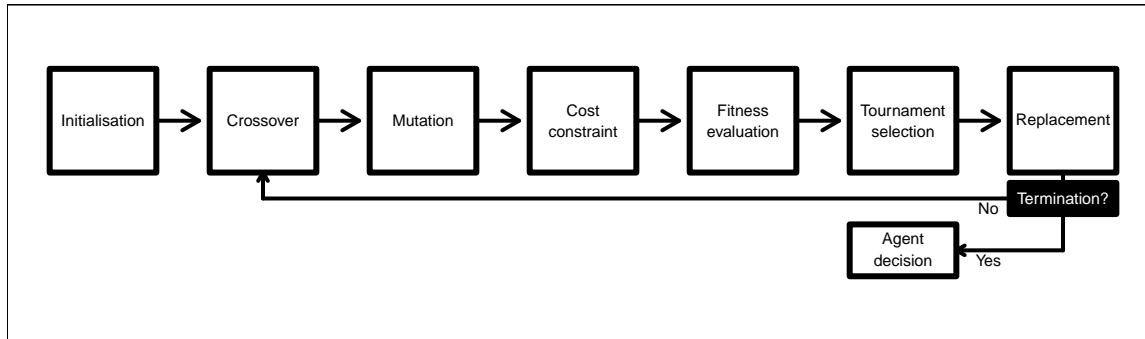 Initialisation
Crossover
Mutation
Cost
constraint
Fitness
evaluation
Tournament
selection
Replacement
Termination?
No
Agent
decision
Yes